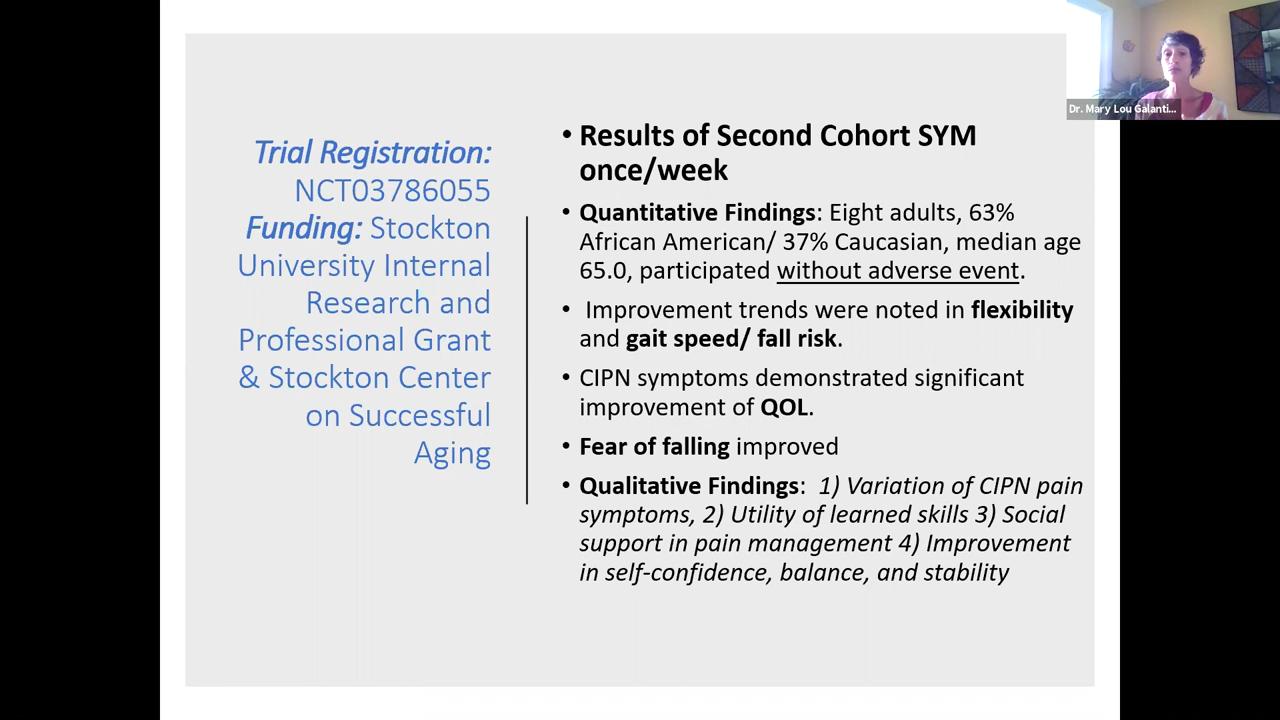 Trial Registration:
NCT03786055
Funding: Stockton
University Internal
Research and
Professional Grant
& Stockton Center
on Successful
Aging
• Results of Second Cohort SYM
once/week
• Quantitative Findings: Eight adults, 63%
African American/ 37% Caucasian, median age
65.0, participated without adverse event.
• Improvement trends were noted in flexibility
and gait speed/ fall risk.
• CIPN symptoms demonstrated significant
improvement of QOL.
• Fear of falling improved
• Qualitative Findings: 1) Variation of CIPN pain
symptoms, 2) Utility of learned skills 3) Social
support in pain management 4) Improvement
in self-confidence, balance, and stability
Dr. Mary Lou Galanti...